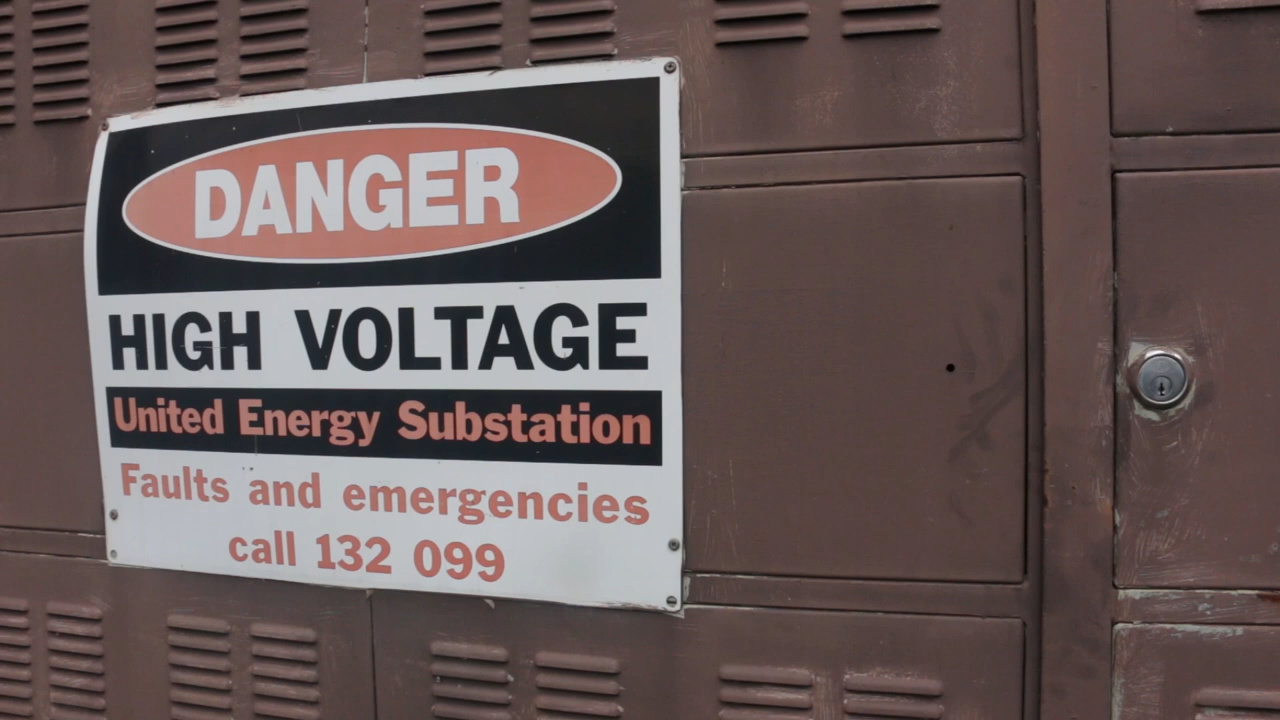 DANGER
HIGH VOLTAGE
United Energy Substation
Faults and emergencies
call 132 099